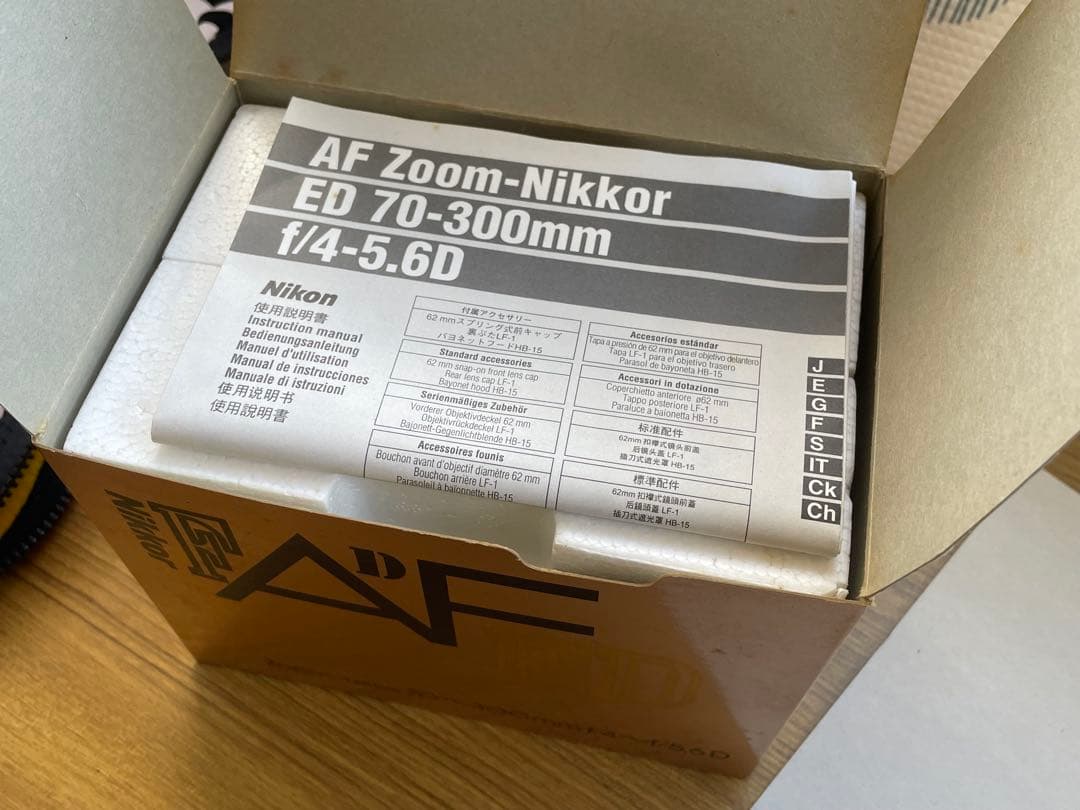 AF Zoom-Nikkor
ED 70-300mm
f/4-5.6D
Nikon
使用説明書
Instruction manual
Bedienungsanleitung
Manuel d'utilisation
Manual de instrucciones
Manuale di istruzioni
使用说明书
使用說明書
付属アクセサリー
62 mmスプリング式前キャップ
裏ぶたLF-1
バヨネットフードHB-15
Standard accessories
62 mm snap-on front lens cap
Rear lens cap LF-1
Bayonet hood HB-15
Serienmäßiges Zubehör
Vorderer Objektivdeckel 62 mm
Objektivrückdeckel LF-1
Bajonett-Gegenlichtblende HB-15
Accessoires founis
Bouchon avant d'objectif diamètre 62 mm
Bouchon arrière LF-1
Parasoleil à baïonnette HB-15
Accesorios estándar
Tapa a presión de 62 mm para el objetivo delantero
Tapa LF-1 para el objetivo trasero
Parasol de bayoneta HB-15
Accessori in dotazione
Coperchietto anteriore ø62 mm
Tappo posteriore LF-1
Paraluce a baionetta HB-15
标准配件
62mm 扣襻式镜头前盖
后镜头盖 LF-1
插刀式遮光罩 HB-15
標準配件
62mm 扣襻式鏡頭前蓋
后鏡頭蓋 LF-1
插刀式遮光罩 HB-15
J
E
G
F
S
IT
Ck
Ch
Nikon
AF
D
ED
300mm f/4~f/5.6D